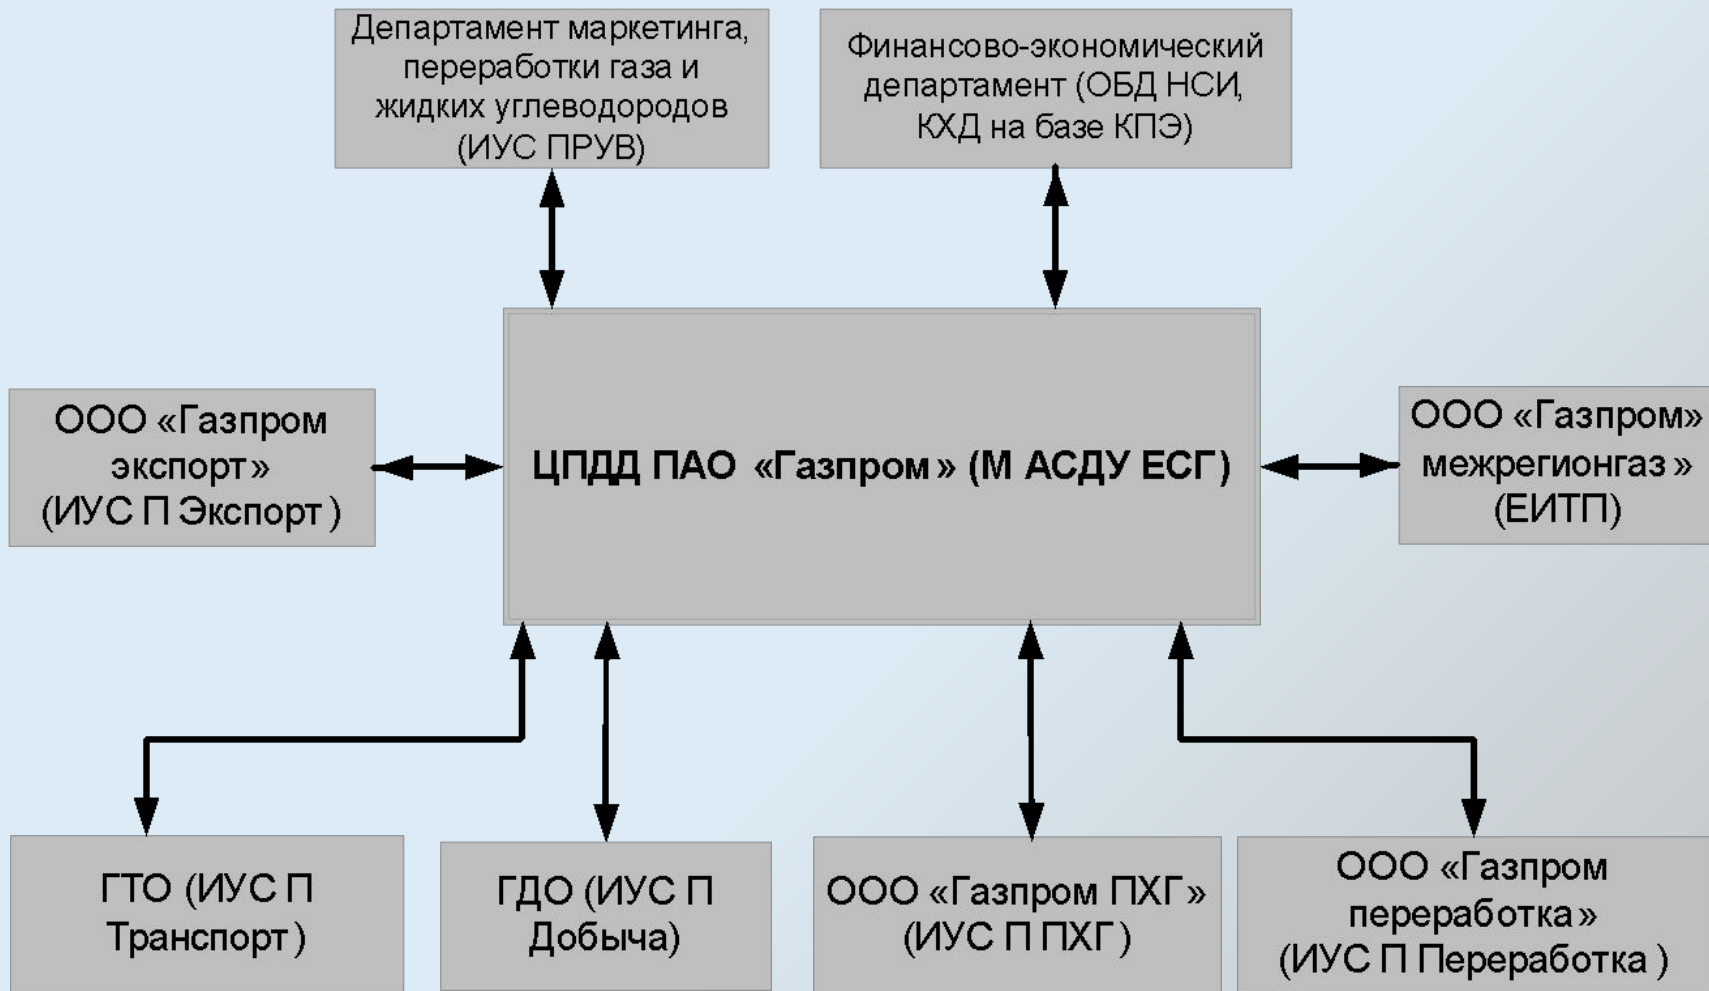 Департамент маркетинга,
переработки газа и
жидких углеводородов
(ИУС ПРУВ)
Финансово-экономический
департамент (ОБД НСИ,
КХД на базе КПЭ)
ООО «Газпром
экспорт»
(ИУС П Экспорт)
ЦПДД ПАО «Газпром» (М АСДУ ЕСГ)
ООО «Газпром»
межрегионгаз»
(ЕИТП)
ГТО (ИУС П
Транспорт)
ГДО (ИУС П
Добыча)
ООО «Газпром ПХГ»
(ИУС П ПХГ)
ООО «Газпром
переработка»
(ИУС П Переработка)